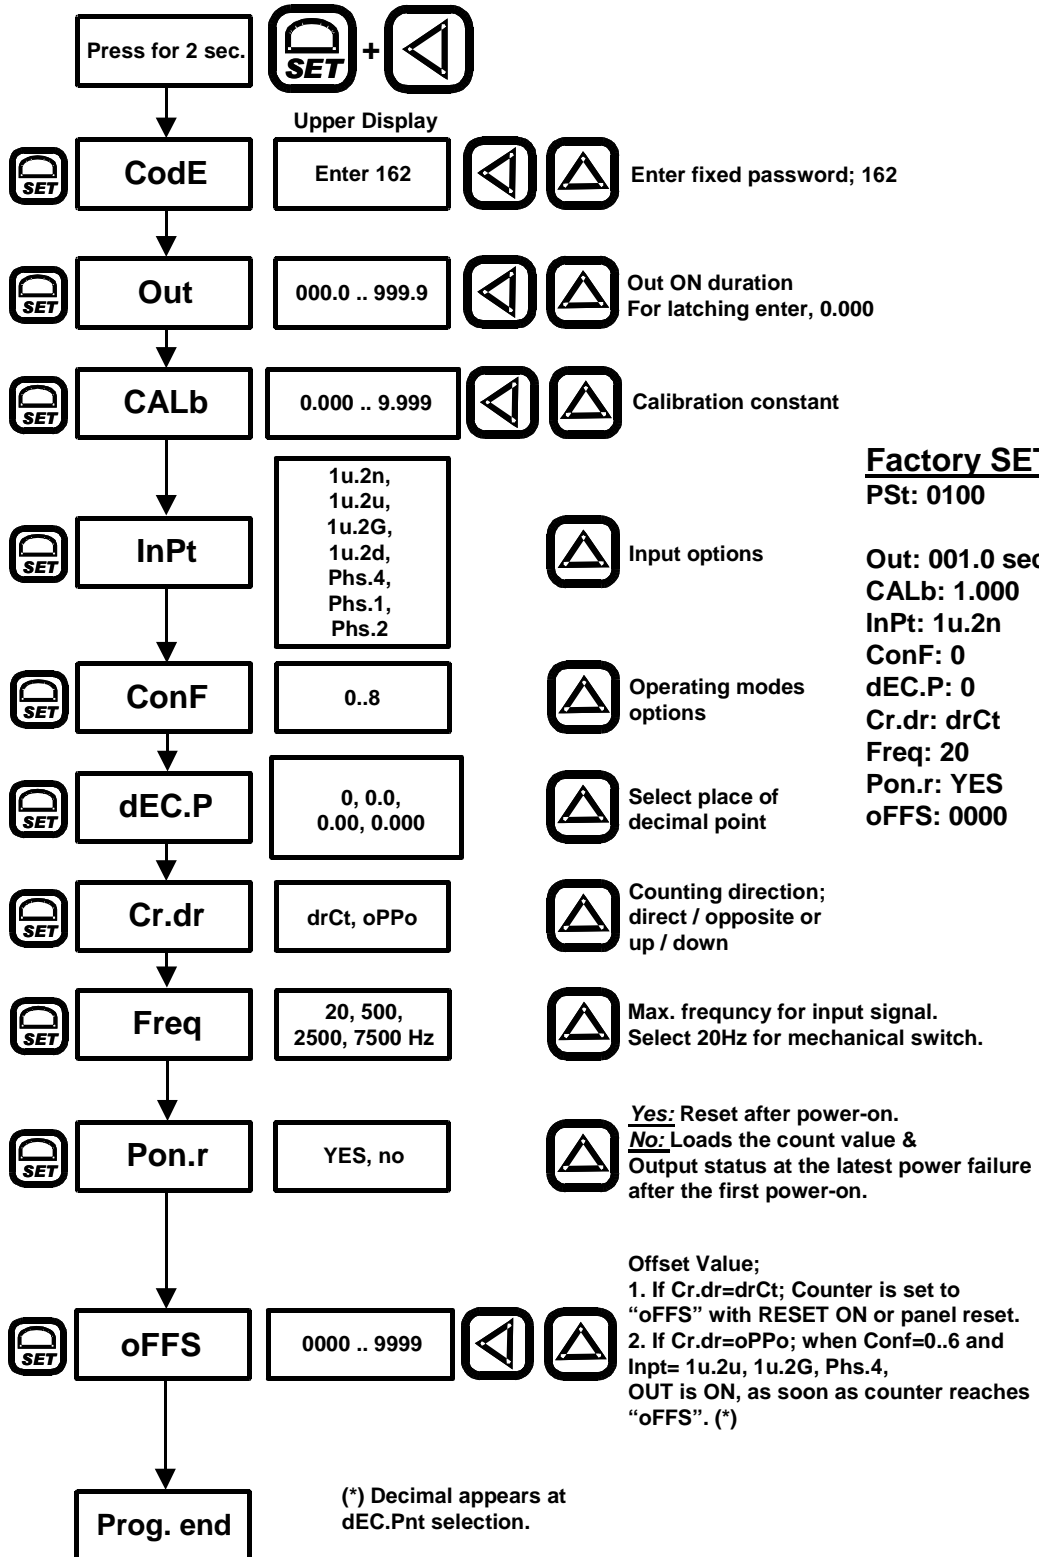 Press for 2 sec.
SET
+
Upper Display
SET
CodE
Enter 162
Enter fixed password; 162
SET
Out
000.0 .. 999.9
Out ON duration
For latching enter, 0.000
SET
CALb
0.000 .. 9.999
Calibration constant
SET
InPt
1u.2n,
1u.2u,
1u.2G,
1u.2d,
Phs.4,
Phs.1,
Phs.2
Input options
SET
ConF
0..8
Operating modes
options
SET
dEC.P
0, 0.0,
0.00, 0.000
Select place of
decimal point
SET
Cr.dr
drCt, oPPo
Counting direction;
direct / opposite or
up / down
SET
Freq
20, 500,
2500, 7500 Hz
Max. frequncy for input signal.
Select 20Hz for mechanical switch.
SET
Pon.r
YES, no
Yes: Reset after power-on.
No: Loads the count value &
Output status at the latest power failure
after the first power-on.
SET
oFFS
0000 .. 9999
Offset Value;
1. If Cr.dr=drCt; Counter is set to
“oFFS” with RESET ON or panel reset.
2. If Cr.dr=oPPo; when Conf=0..6 and
Inpt= 1u.2u, 1u.2G, Phs.4,
OUT is ON, as soon as counter reaches
“oFFS”. (*)
Prog. end
(*) Decimal appears at
dEC.Pnt selection.
Factory SET
PSt: 0100
Out: 001.0 sec
CALb: 1.000
InPt: 1u.2n
ConF: 0
dEC.P: 0
Cr.dr: drCt
Freq: 20
Pon.r: YES
oFFS: 0000